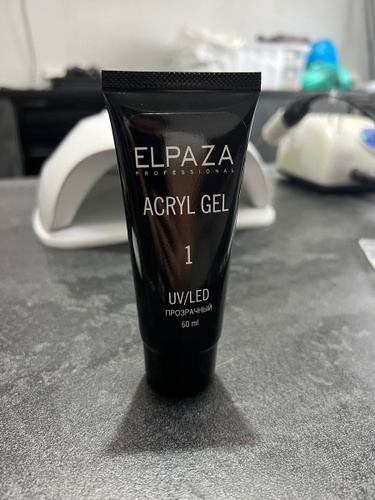 ELPAZA
PROFESSIONAL
ACRYL GEL
1
UV/LED
ПРОЗРАЧНЫЙ
60 ml